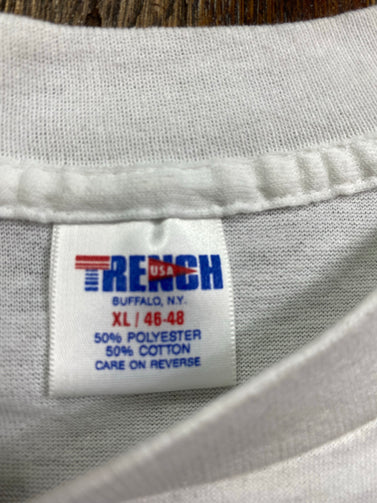 TRENCH
USA
BUFFALO, N.Y.
XL / 46-48
50% POLYESTER
50% COTTON
CARE ON REVERSE